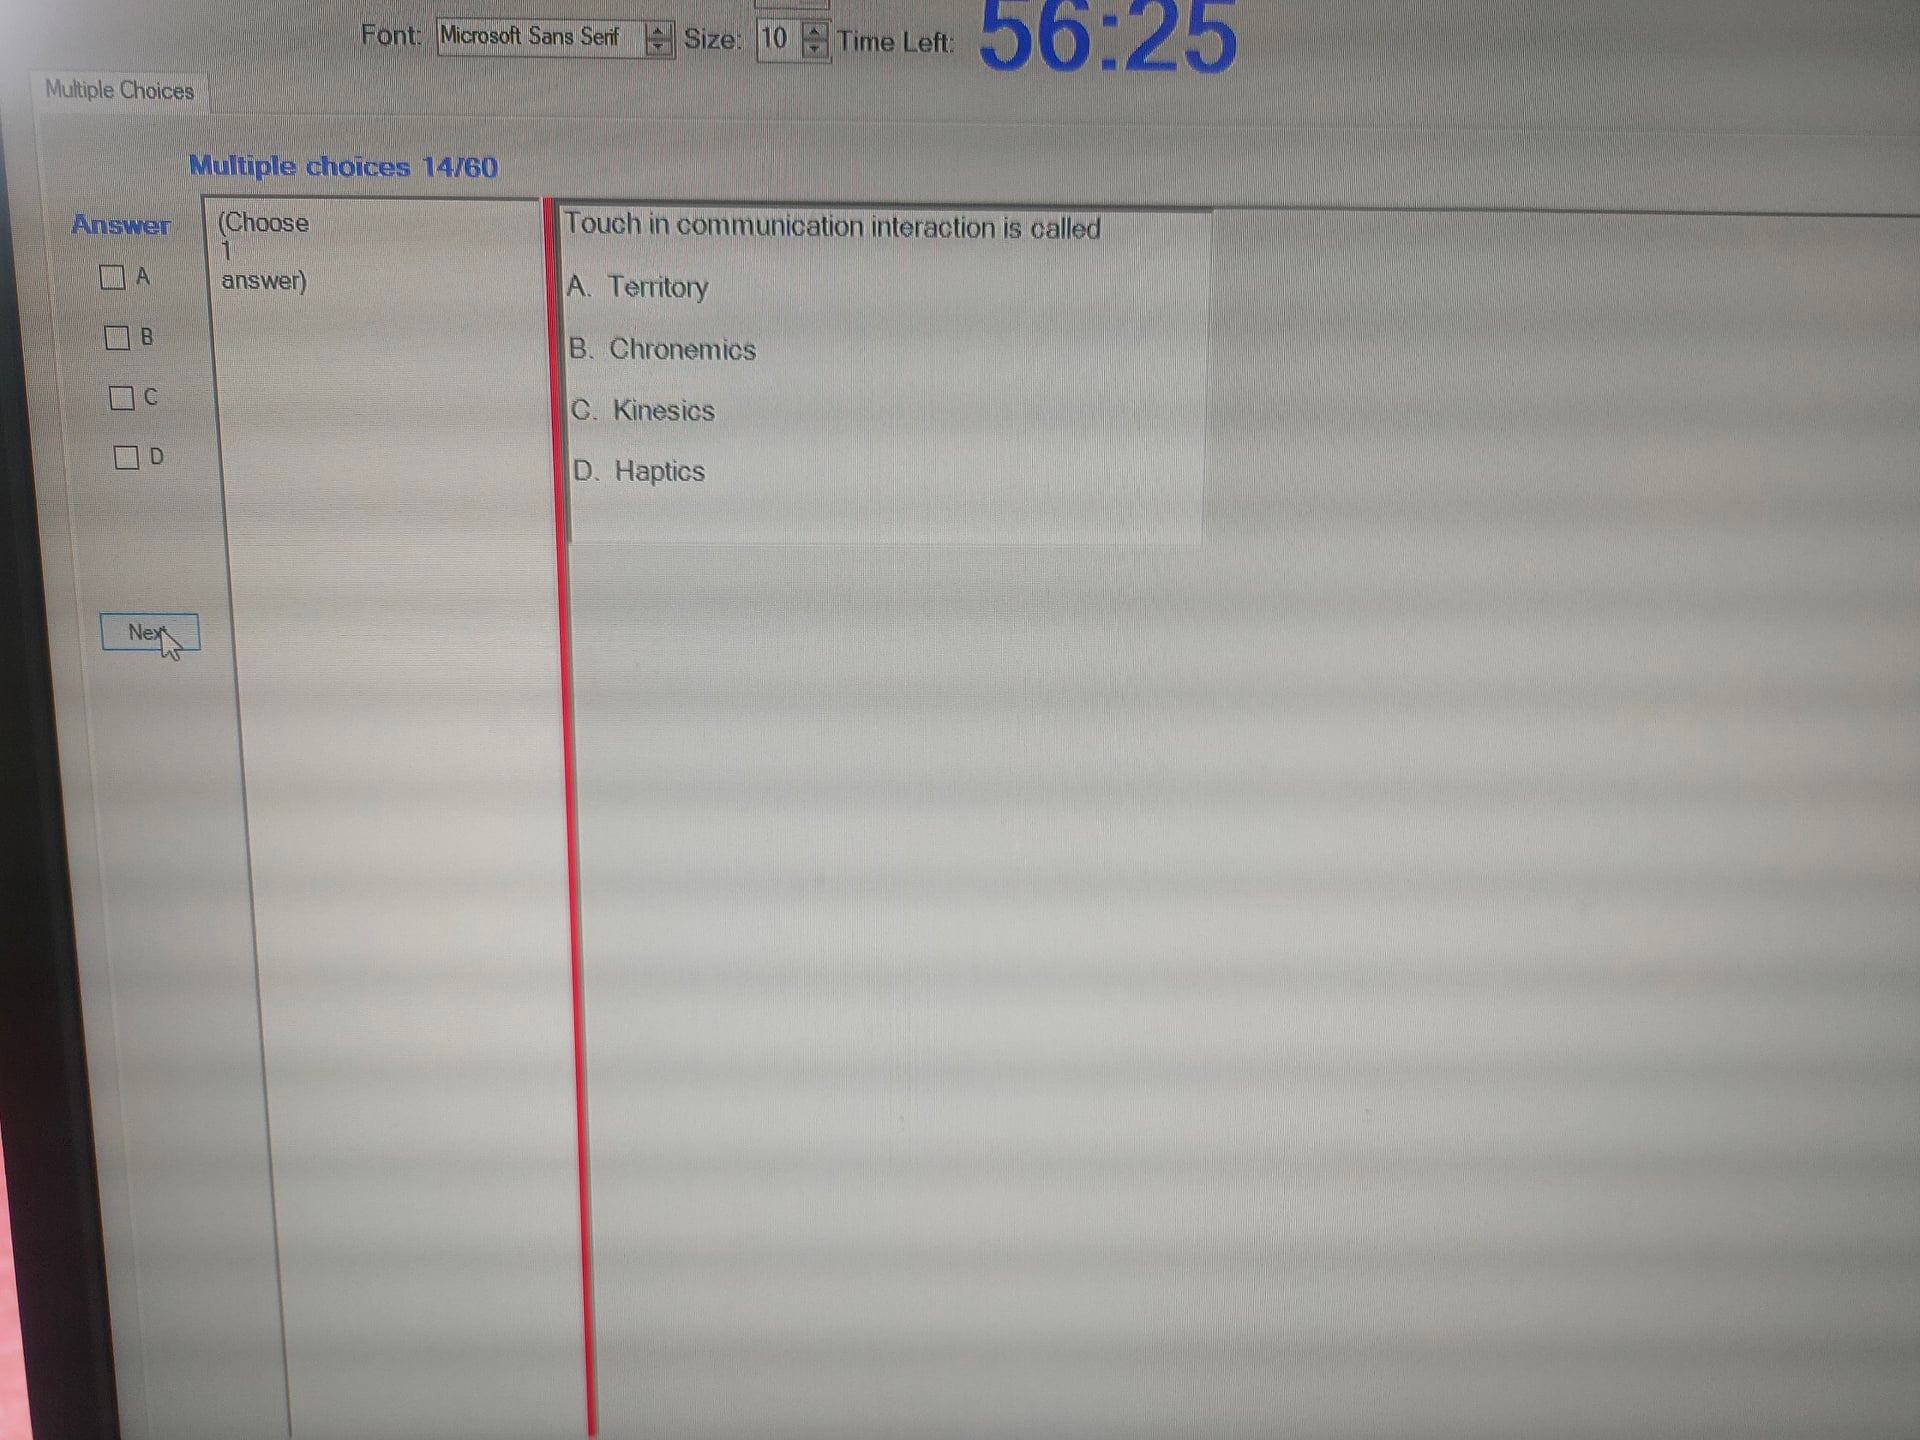 Font: Microsoft Sans Serif Size: 10 Time Left: 56:25
Multiple Choices
Multiple choices 14/60
Answer
A
B
C
D
(Choose
1
answer)
Touch in communication interaction is called
A. Territory
B. Chronemics
C. Kinesics
D. Haptics